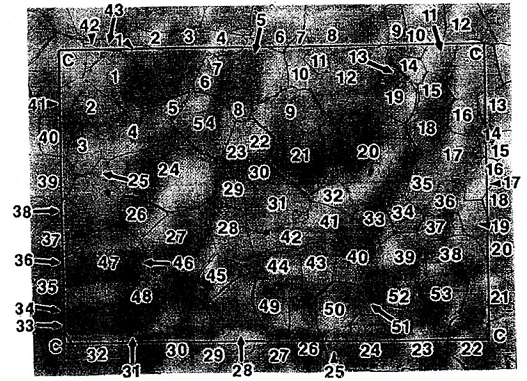 43
42 1 2 3 4 5 6 7 8 9 10 11 12
C C
1 7 11 13 14
6 10 12
41 2 5 8 9 19 15 16 13
54
40 3 4 22 18 14
23 21 20 17 15
24 30 16
39 25 29 32 35 17
31 36 18
38 26 41 33 34
28 37 19
37 27 42 20
36 47 46 44 43 40 39 38
45
35 48 49 52 53 21
34 50
33 51
C C
32 30 29 27 26 24 23 22
31 28 25